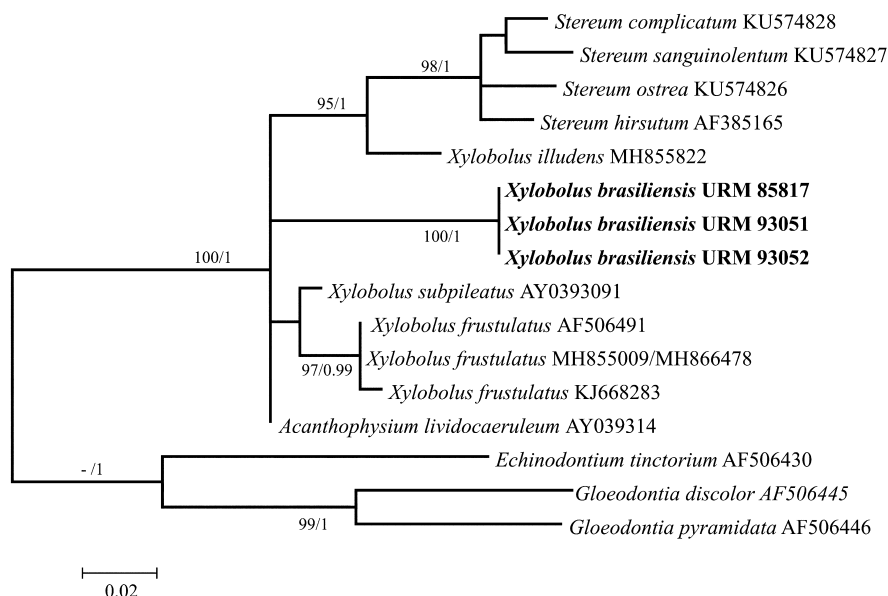 Stereum complicatum KU574828
Stereum sanguinolentum KU574827
98/1
Stereum ostrea KU574826
95/1
Stereum hirsutum AF385165
Xylobolus illudens MH855822
Xylobolus brasiliensis URM 85817
Xylobolus brasiliensis URM 93051
100/1
Xylobolus brasiliensis URM 93052
100/1
Xylobolus subpileatus AY0393091
Xylobolus frustulatus AF506491
Xylobolus frustulatus MH855009/MH866478
97/0.99
Xylobolus frustulatus KJ668283
Acanthophysium lividocaeruleum AY039314
Echinodontium tinctorium AF506430
- /1
Gloeodontia discolor AF506445
99/1
Gloeodontia pyramidata AF506446
0.02